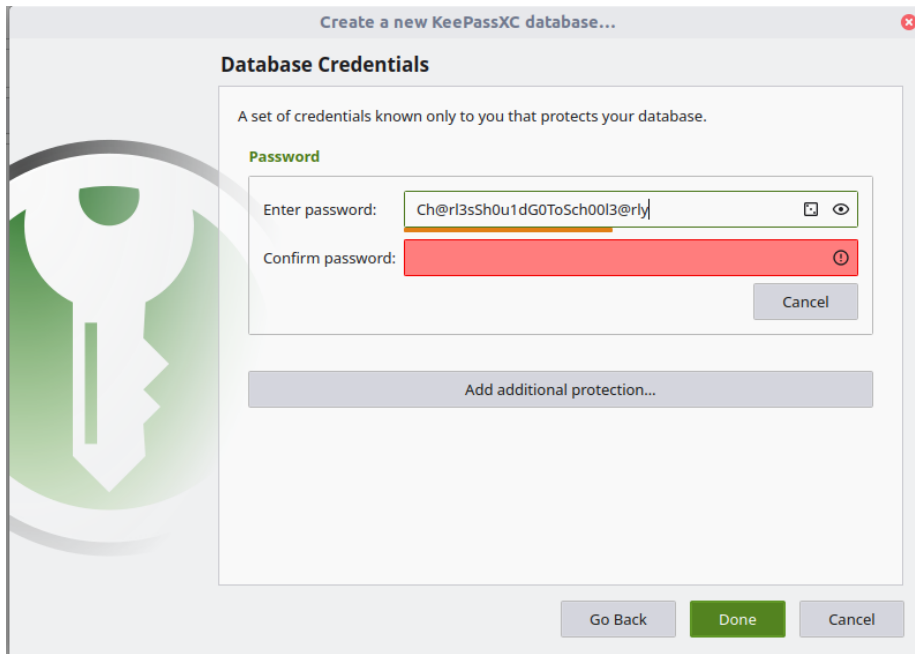 Create a new KeePassXC database...
Database Credentials
A set of credentials known only to you that protects your database.
Password
Enter password: Ch@rl3sSh0u1dG0ToSch00l3@rly
Confirm password:
Cancel
Add additional protection...
Go Back Done Cancel